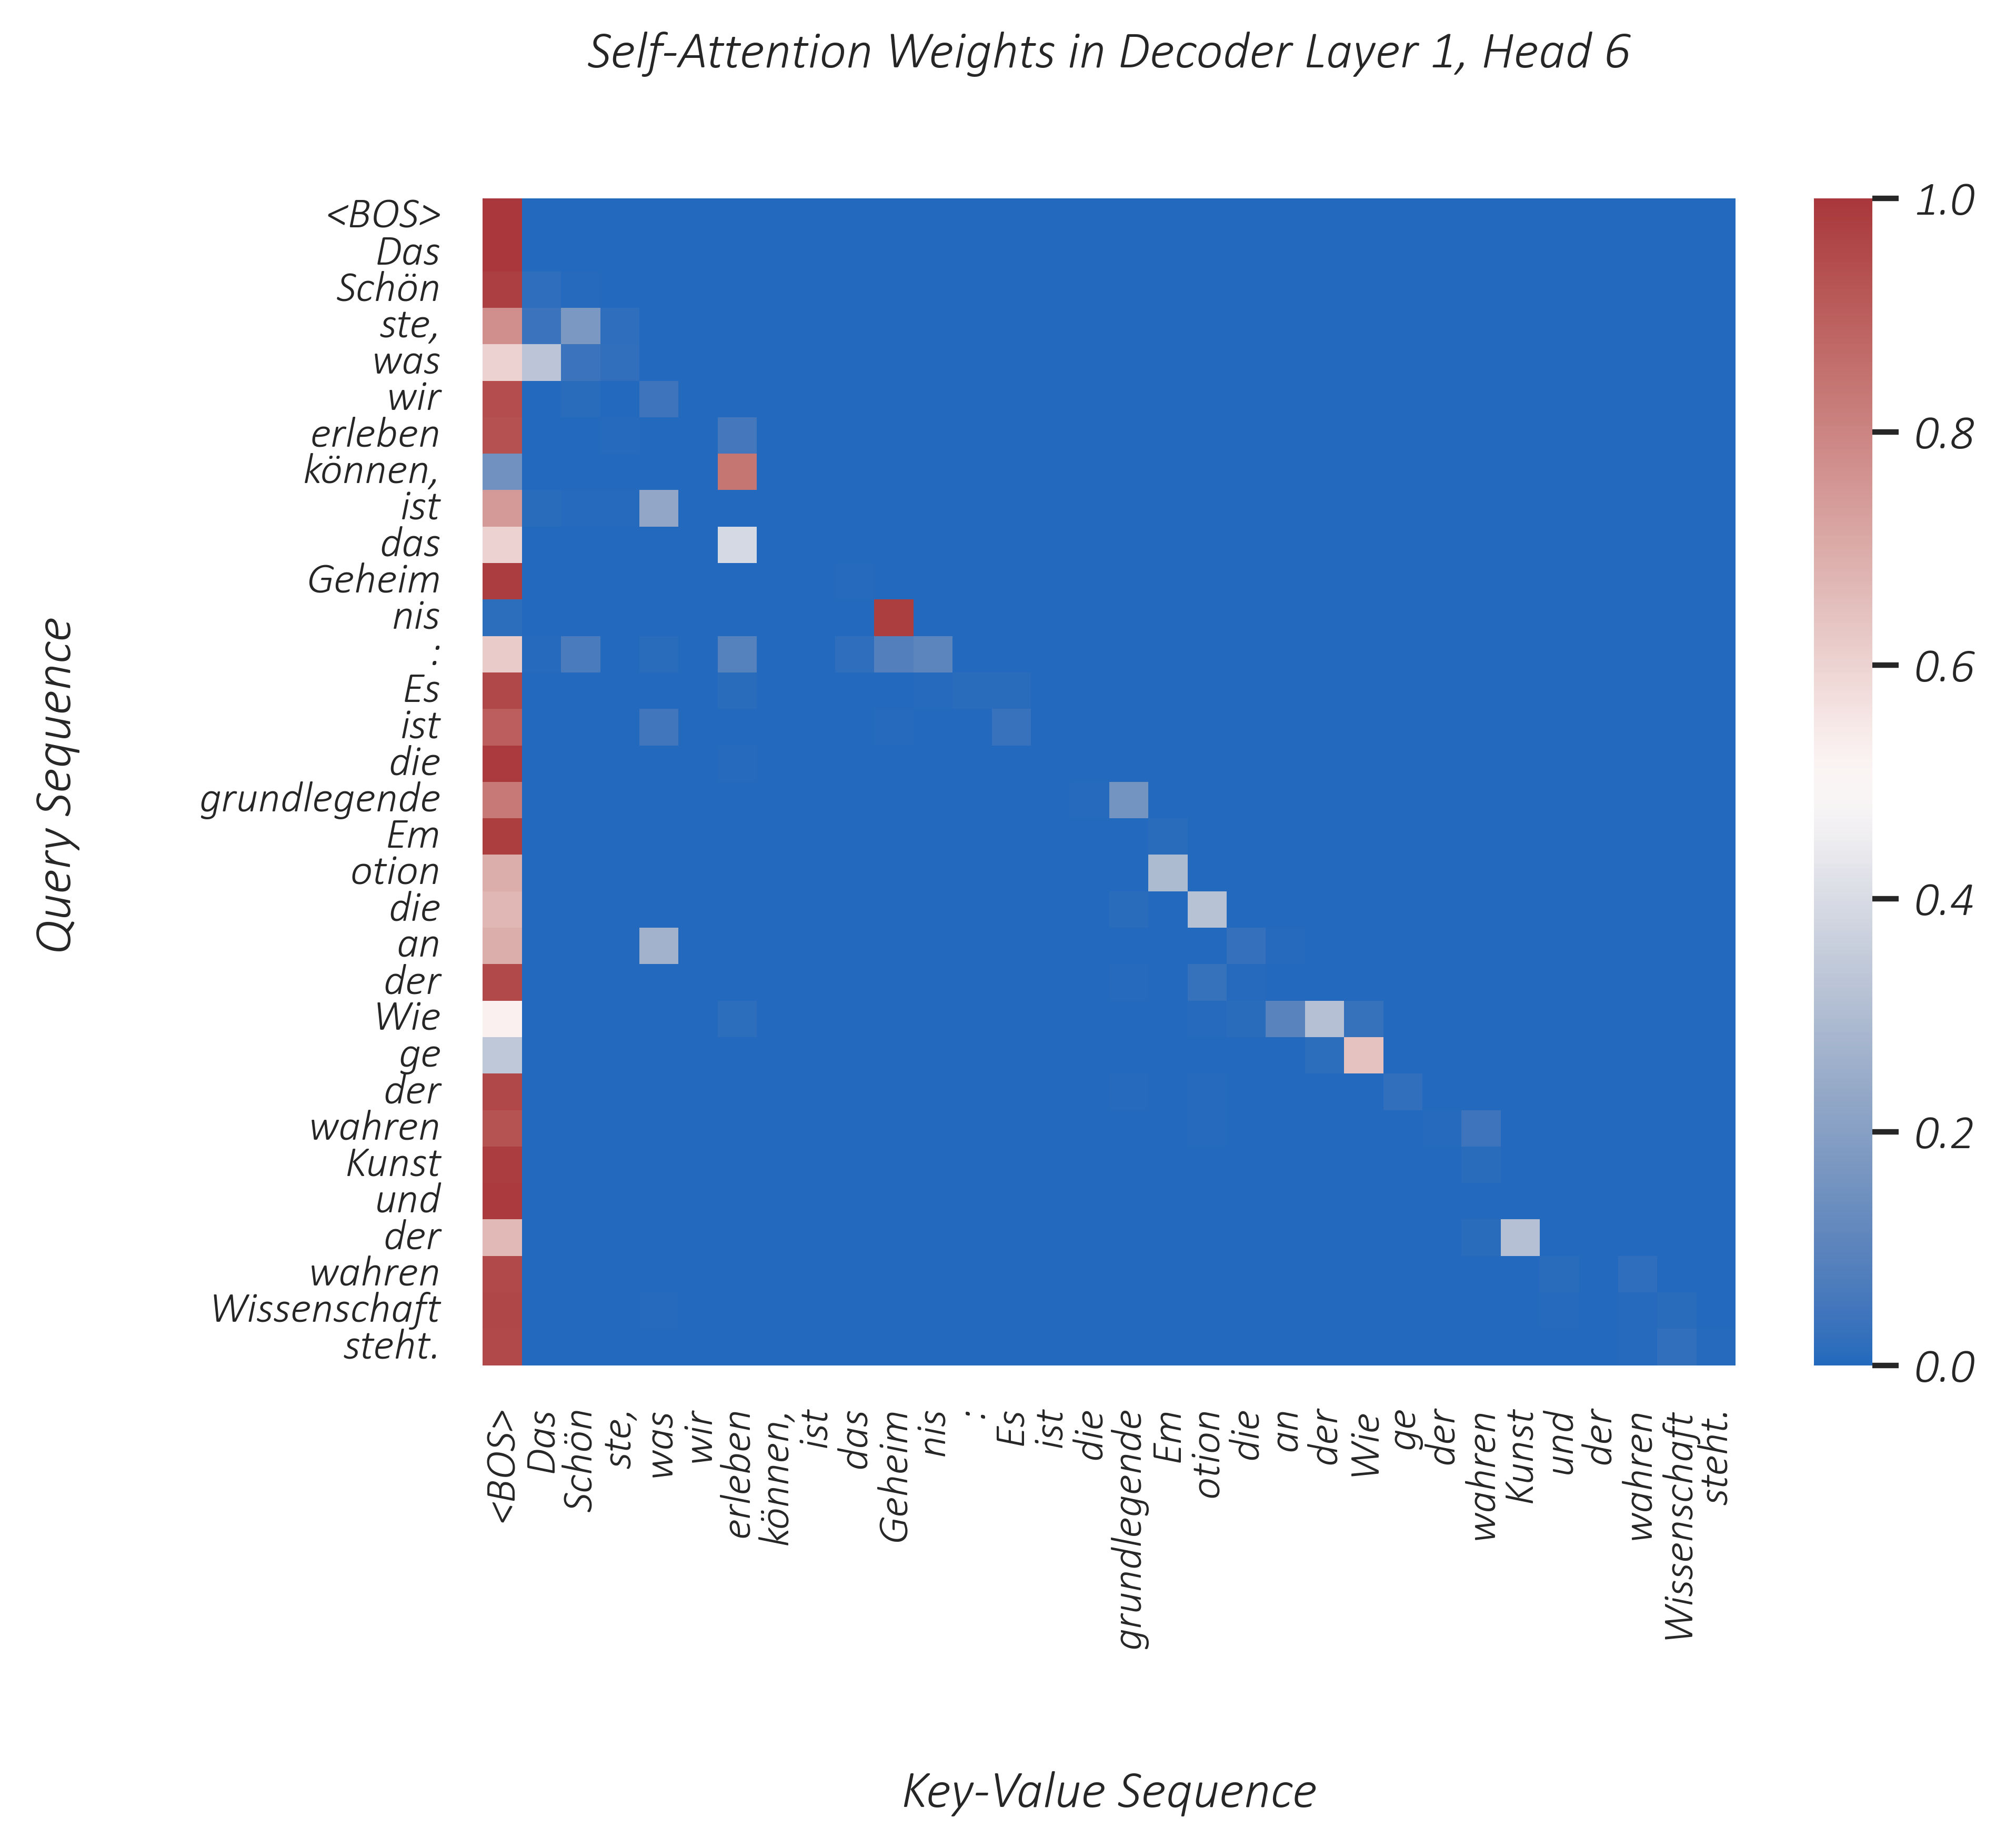 Self-Attention Weights in Decoder Layer 1, Head 6
<BOS>
Das
Schön
ste,
was
wir
erleben
können,
ist
das
Geheim
nis
:
Es
ist
die
grundlegende
Em
otion
die
an
der
Wie
ge
der
wahren
Kunst
und
der
wahren
Wissenschaft
steht.
Query Sequence
1.0
0.8
0.6
0.4
0.2
0.0
<BOS>
Das
Schön
ste,
was
wir
erleben
können,
ist
das
Geheim
nis
:
Es
ist
die
grundlegende
Em
otion
die
an
der
Wie
ge
der
wahren
Kunst
und
der
wahren
Wissenschaft
steht.
Key-Value Sequence